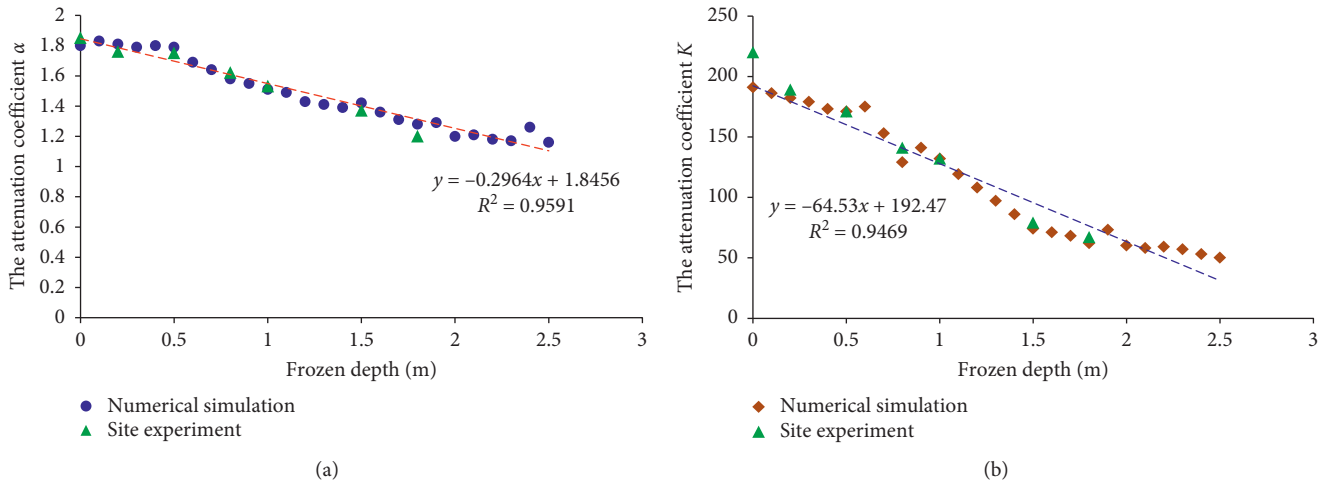 The attenuation coefficient α
2
1.8
1.6
1.4
1.2
1
0.8
0.6
0.4
0.2
0
0 0.5 1 1.5 2 2.5 3
Frozen depth (m)
y = –0.2964x + 1.8456
R² = 0.9591
Numerical simulation
Site experiment
(a)
The attenuation coefficient K
250
200
150
100
50
0
0 0.5 1 1.5 2 2.5 3
Frozen depth (m)
y = –64.53x + 192.47
R² = 0.9469
Numerical simulation
Site experiment
(b)